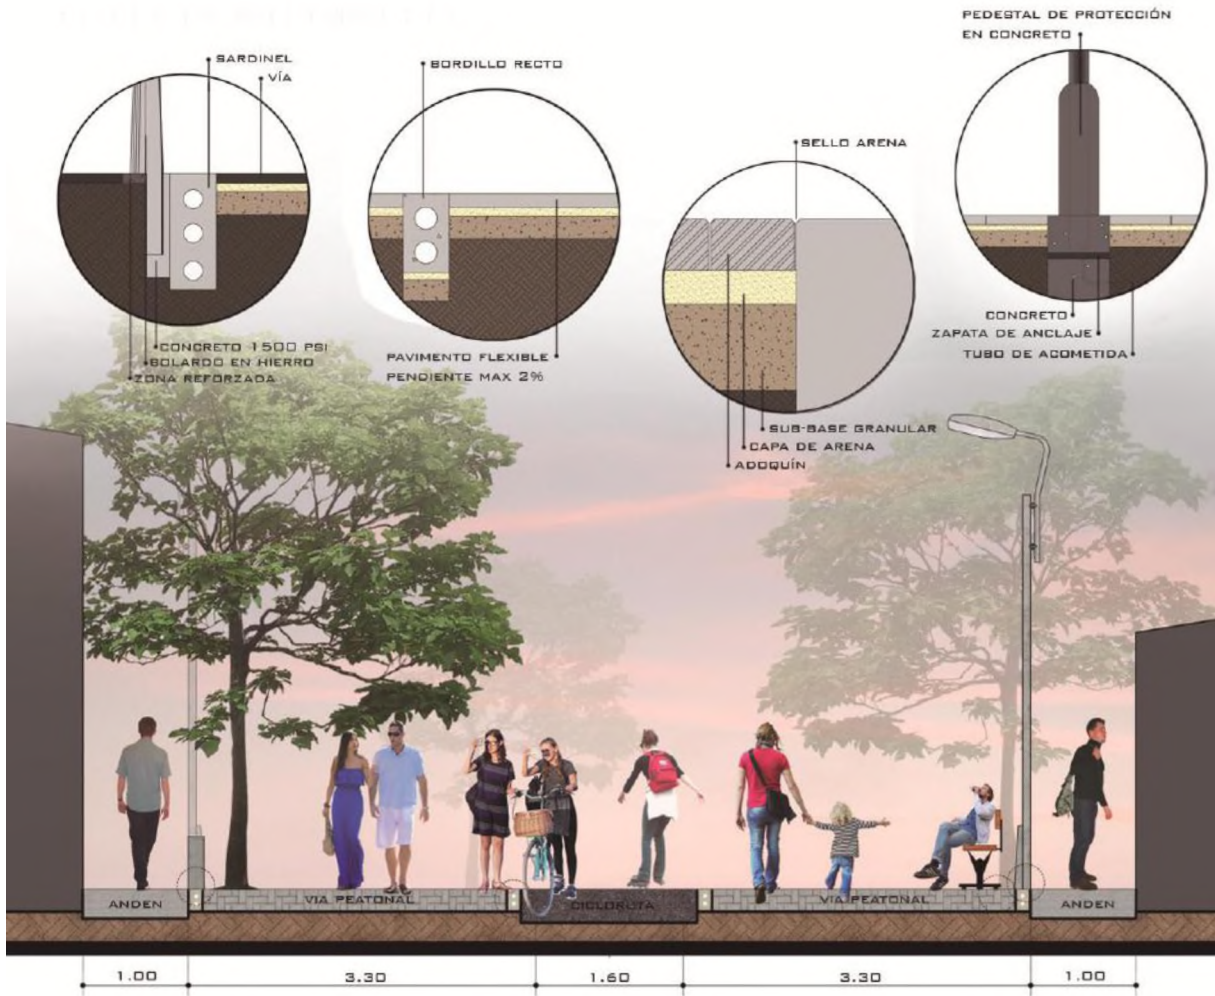 SARDINEL
VÍA
CONCRETO 1500 PSI
BOLARDO EN HIERRO
ZONA REFORZADA
BORDILLO RECTO
PAVIMENTO FLEXIBLE
PENDIENTE MAX 2%
SELLO ARENA
SUB-BASE GRANULAR
CAPA DE ARENA
ADOQUÍN
PEDESTAL DE PROTECCIÓN
EN CONCRETO
CONCRETO
ZAPATA DE ANCLAJE
TUBO DE ACOMETIDA
ANDEN
VIA PEATONAL
CICLORUTA
VIA PEATONAL
ANDEN
1.00
3.30
1.60
3.30
1.00